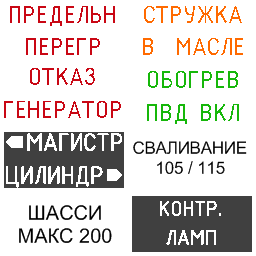 ПРЕДЕЛЬН
ПЕРЕГР
СТРУЖКА
В МАСЛЕ
ОТКАЗ
ГЕНЕРАТОР
ОБОГРЕВ
ПВД ВКЛ
МАГИСТР
ЦИЛИНДР
СВАЛИВАНИЕ
105 / 115
ШАССИ
МАКС 200
КОНТР.
ЛАМП